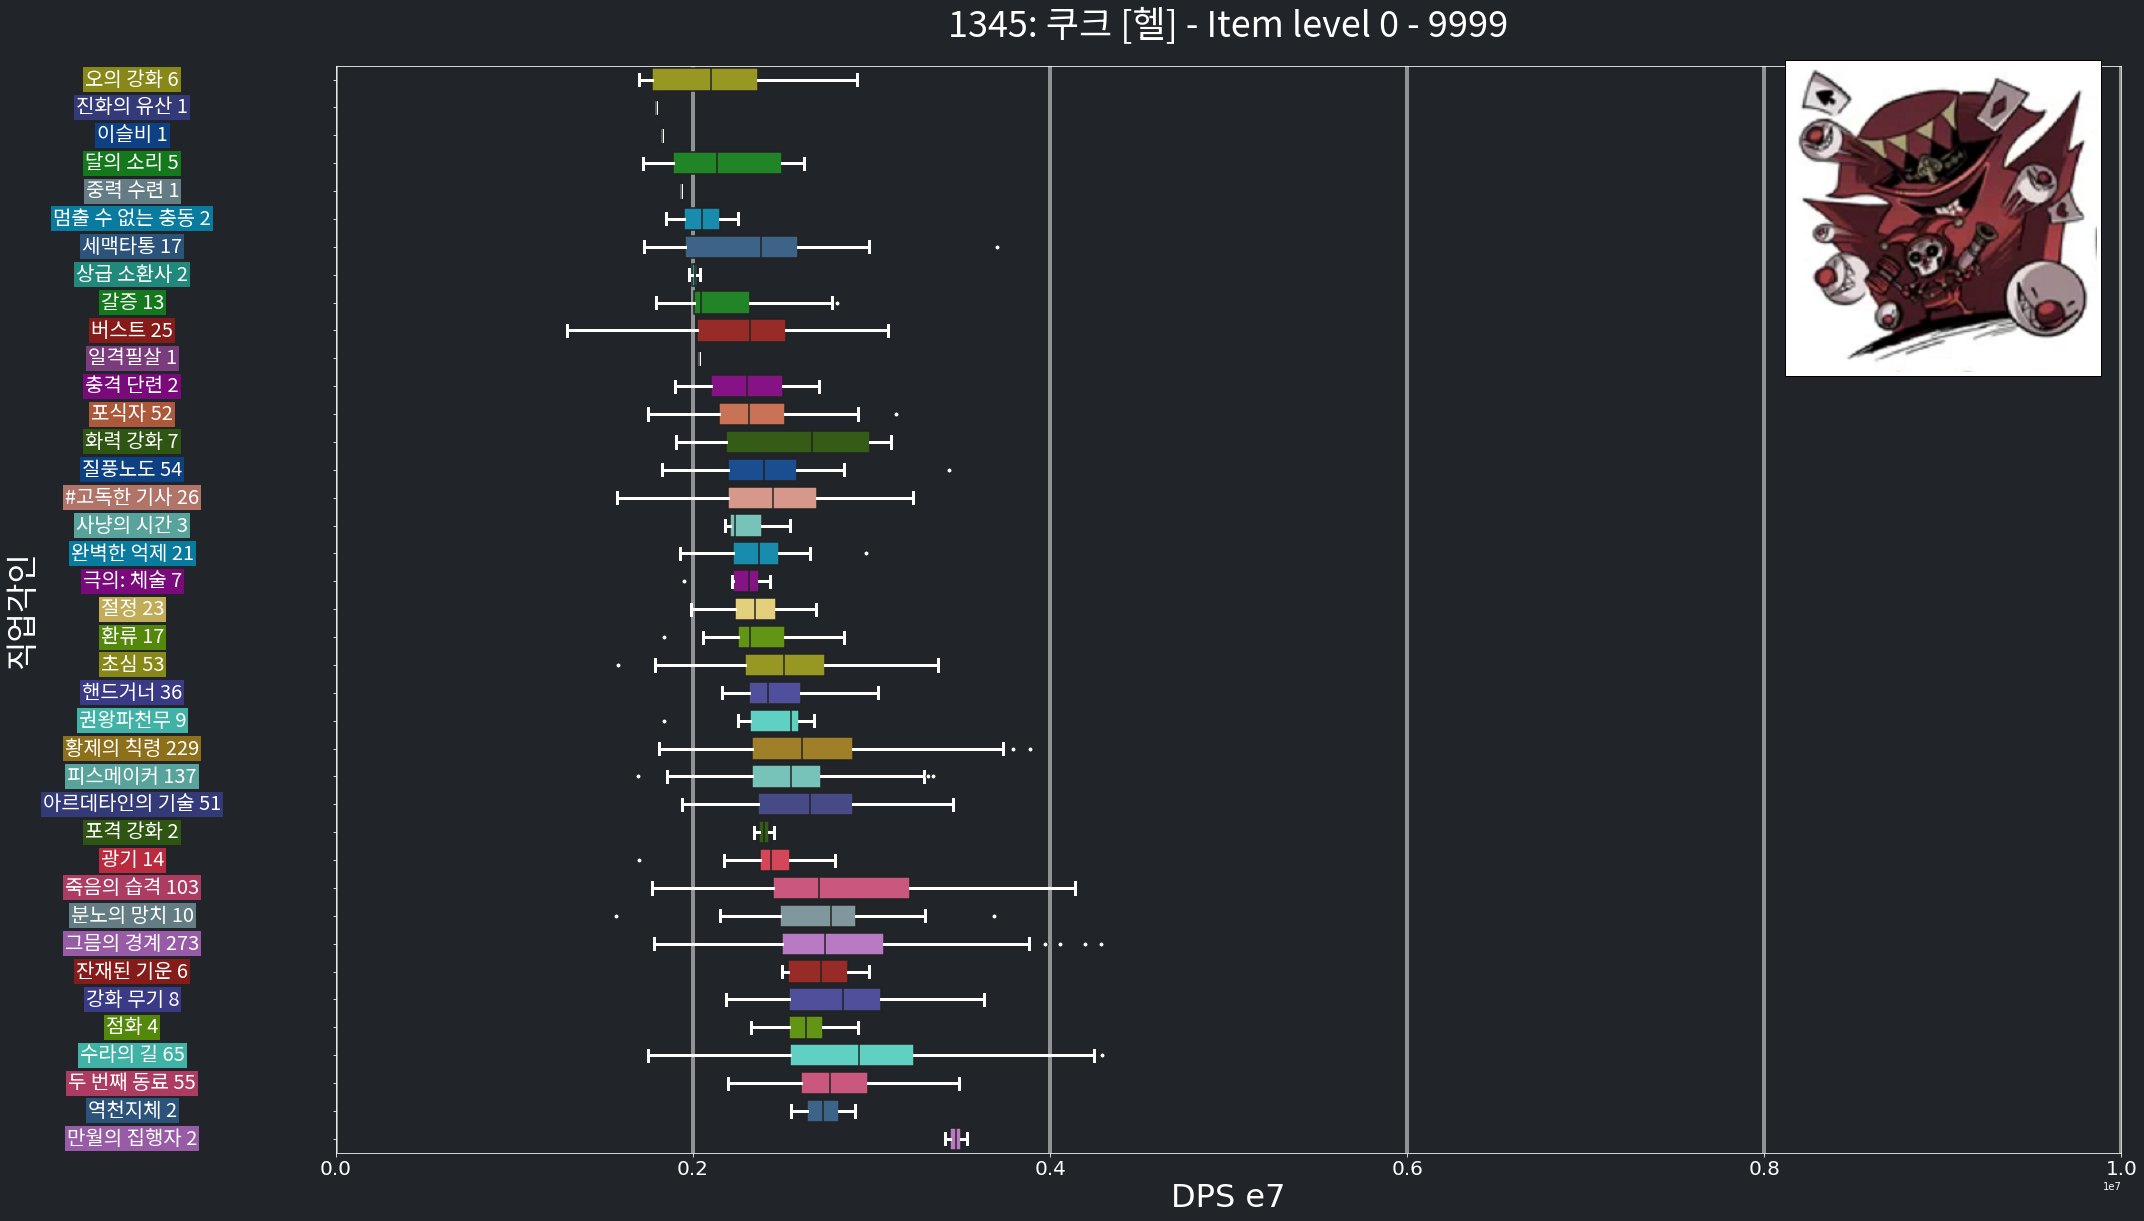 1345: 쿠크 [헬] - Item level 0 - 9999
직업각인
오의 강화 6
진화의 유산 1
이슬비 1
달의 소리 5
중력 수련 1
멈출 수 없는 충동 2
세맥타통 17
상급 소환사 2
갈증 13
버스트 25
일격필살 1
충격 단련 2
포식자 52
화력 강화 7
질풍노도 54
#고독한 기사 26
사냥의 시간 3
완벽한 억제 21
극의: 체술 7
절정 23
환류 17
초심 53
핸드거너 36
권왕파천무 9
황제의 칙령 229
피스메이커 137
아르데타인의 기술 51
포격 강화 2
광기 14
죽음의 습격 103
분노의 망치 10
그믐의 경계 273
잔재된 기운 6
강화 무기 8
점화 4
수라의 길 65
두 번째 동료 55
역천지체 2
만월의 집행자 2
0.0 0.2 0.4 0.6 0.8 1.0
1e7
DPS e7